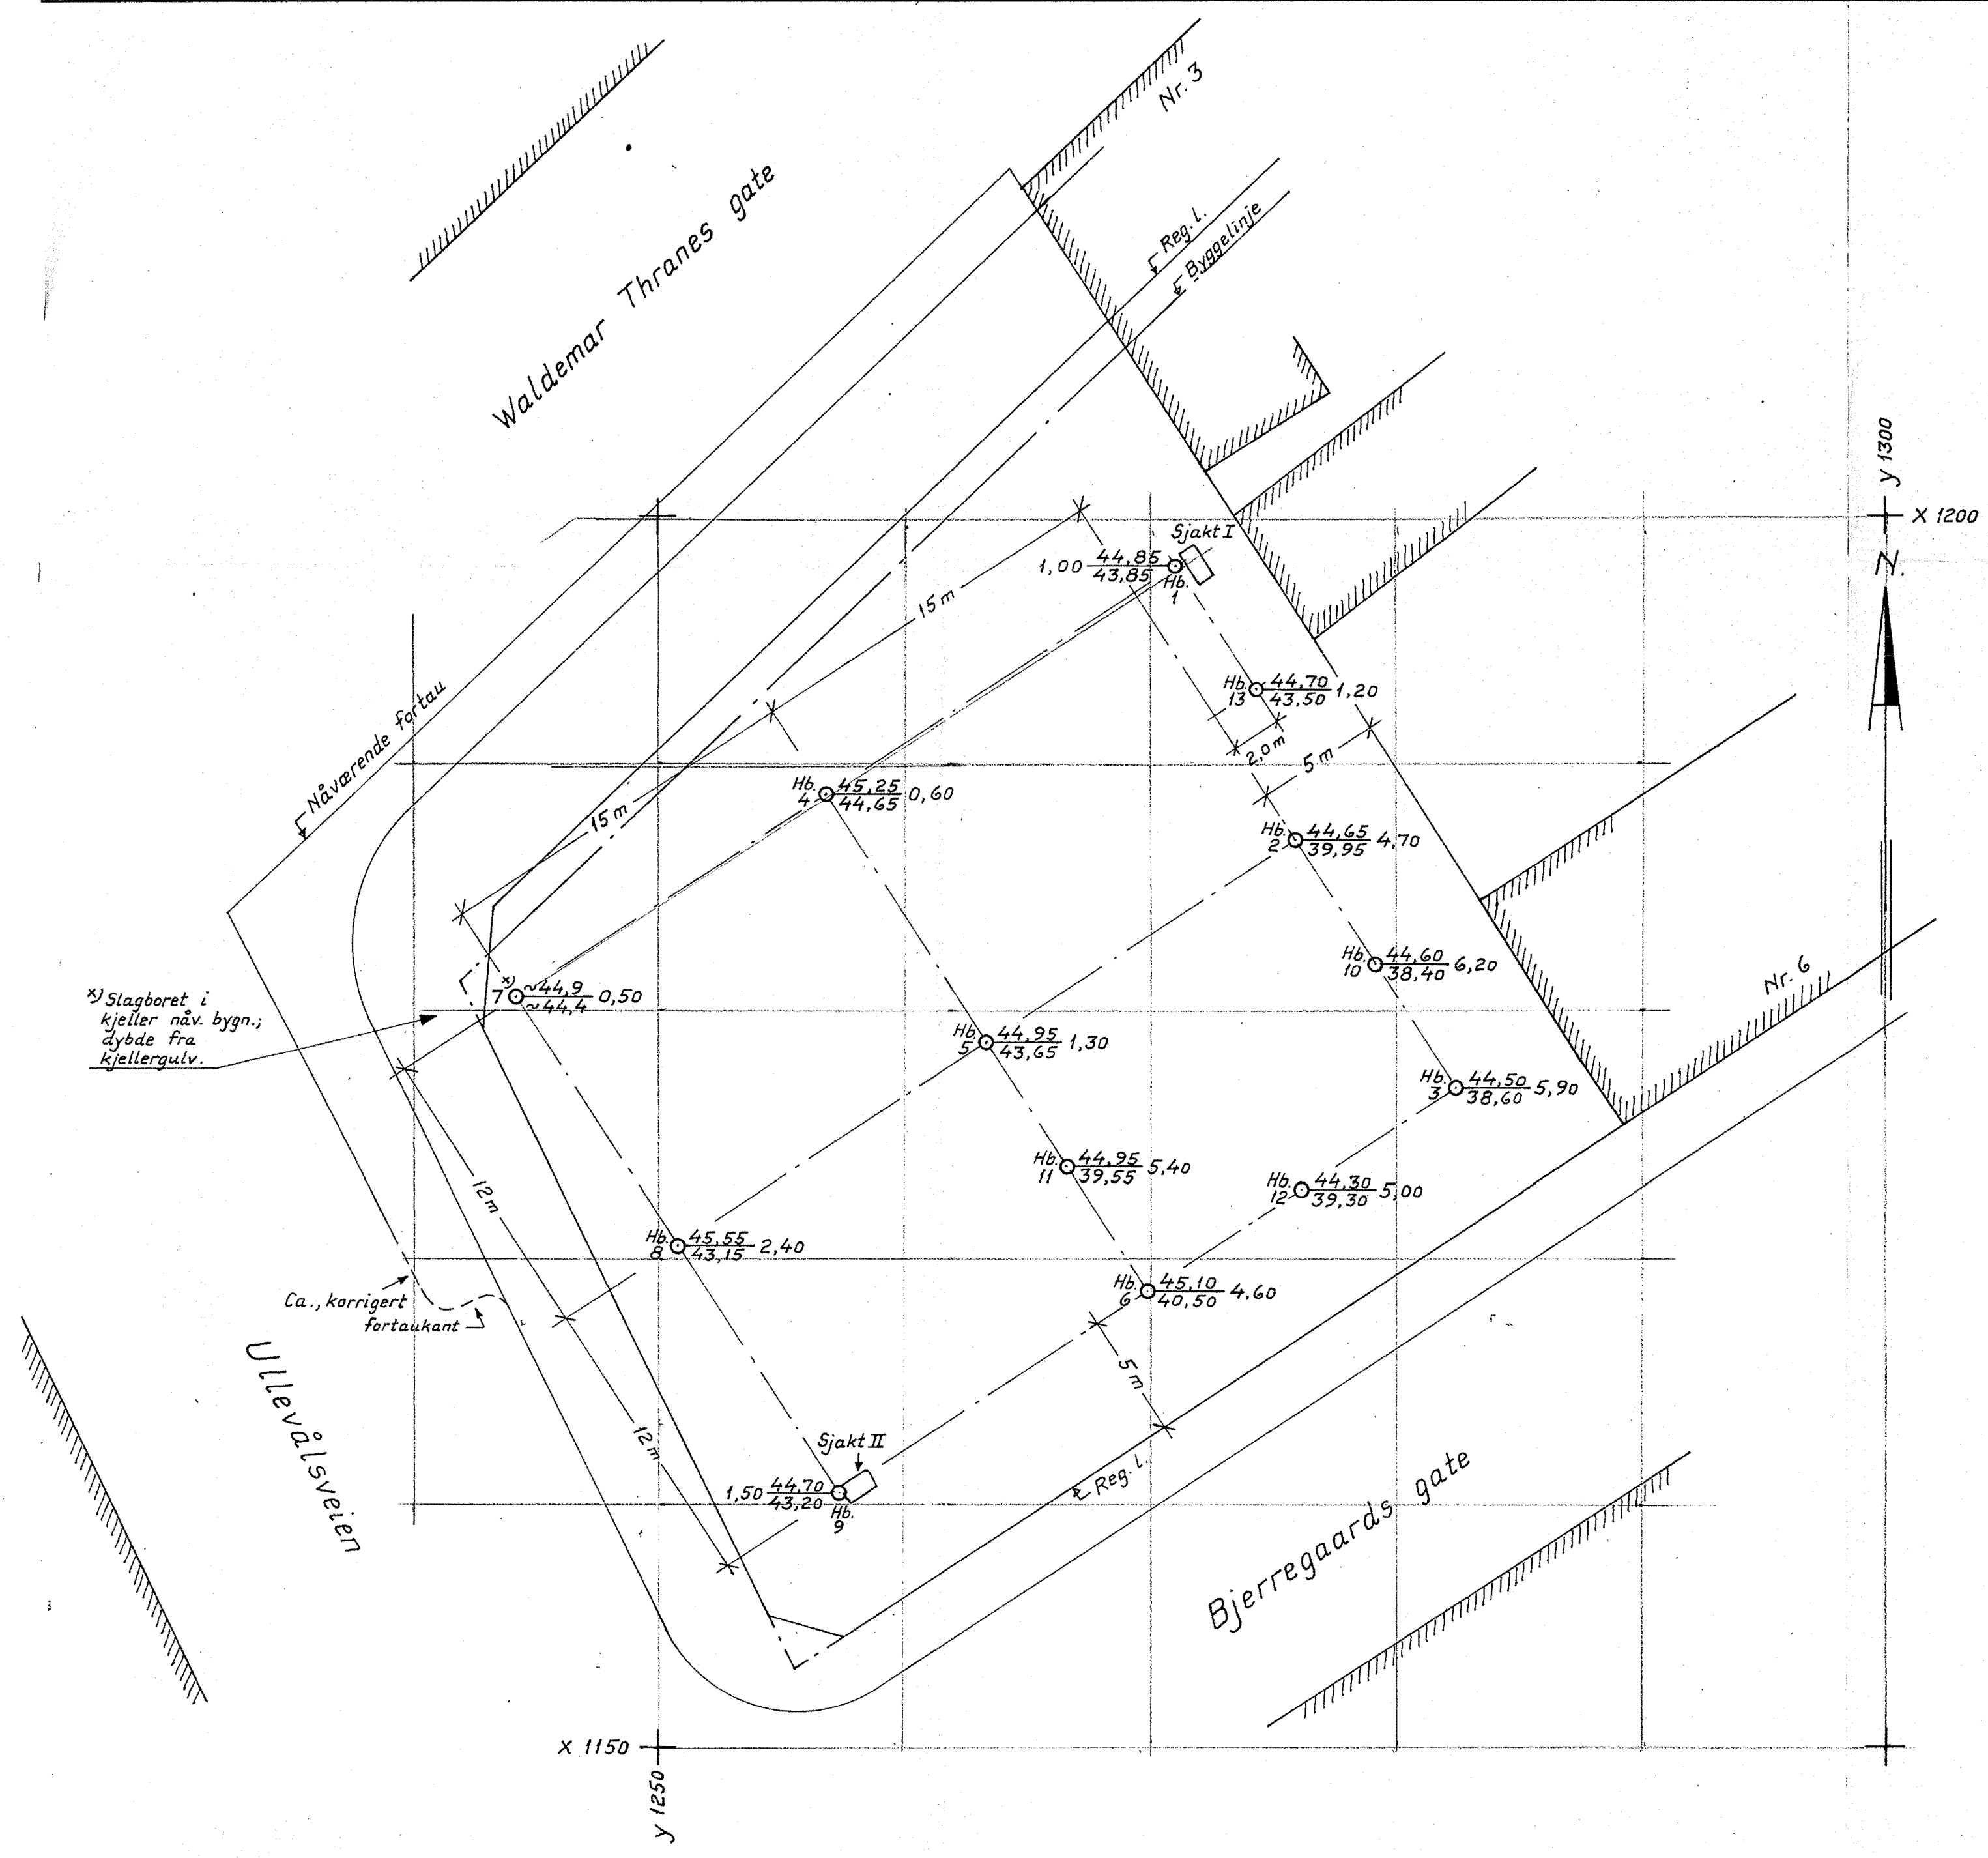 Nr. 3
Waldemar Thranes gate
Reg. l.
Byggelinje
y 1300
X 1200
N.
Sjakt I
1,00 44,85
43,85
Hb.
1
15 m
Hb. 44,70 1,20
13 43,50
2,0 m
5 m
Nåværende fortau
Hb. 45,25 0,60
4 44,65
15 m
Hb. 44,65 4,70
2 39,95
Hb. 44,60 6,20
10 38,40
Nr. 6
x) ~44,9 0,50
7 ~44,4
x) Slagboret i
kjeller nåv. bygn.;
dybde fra
kjellergulv.
Hb. 44,95 1,30
5 43,65
Hb. 44,50 5,90
3 38,60
Hb. 44,95 5,40
11 39,55
Hb. 44,30 5,00
12 39,30
12 m
Hb. 45,55 2,40
8 43,15
Hb. 45,10 4,60
6 40,50
Ca., korrigert
fortaukant
5 m
Ullevålsveien
12 m
Sjakt II
1,50 44,70
43,20
Hb.
9
Reg. l.
Bjerregaards gate
X 1150
y 1250